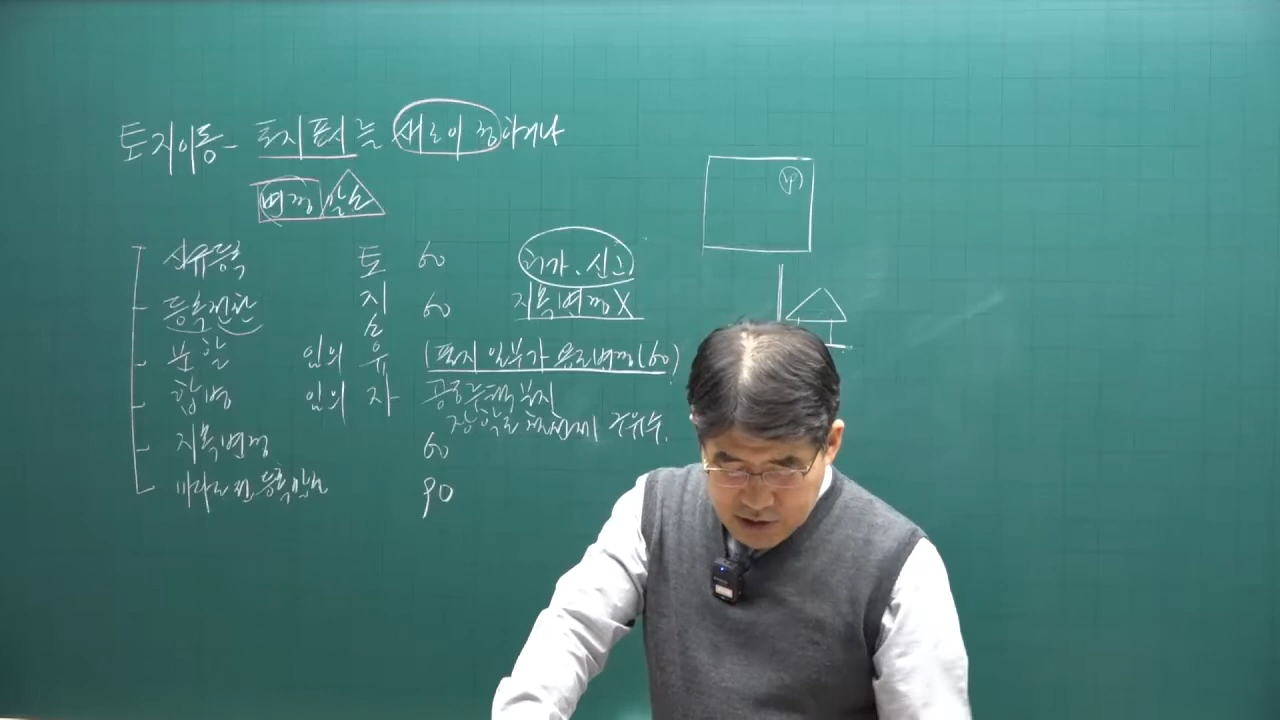 토지이동- 토지표시를 새로이 정하거나
변경 말소
신규등록 토 60 허가, 신고
등록전환 지 60 지목변경X
소
분할 임의 유 (토지 일부가 용도변경(60)
합병 임의 자 공동주택부지
지목변경 60
바다로 된 등록말소 90